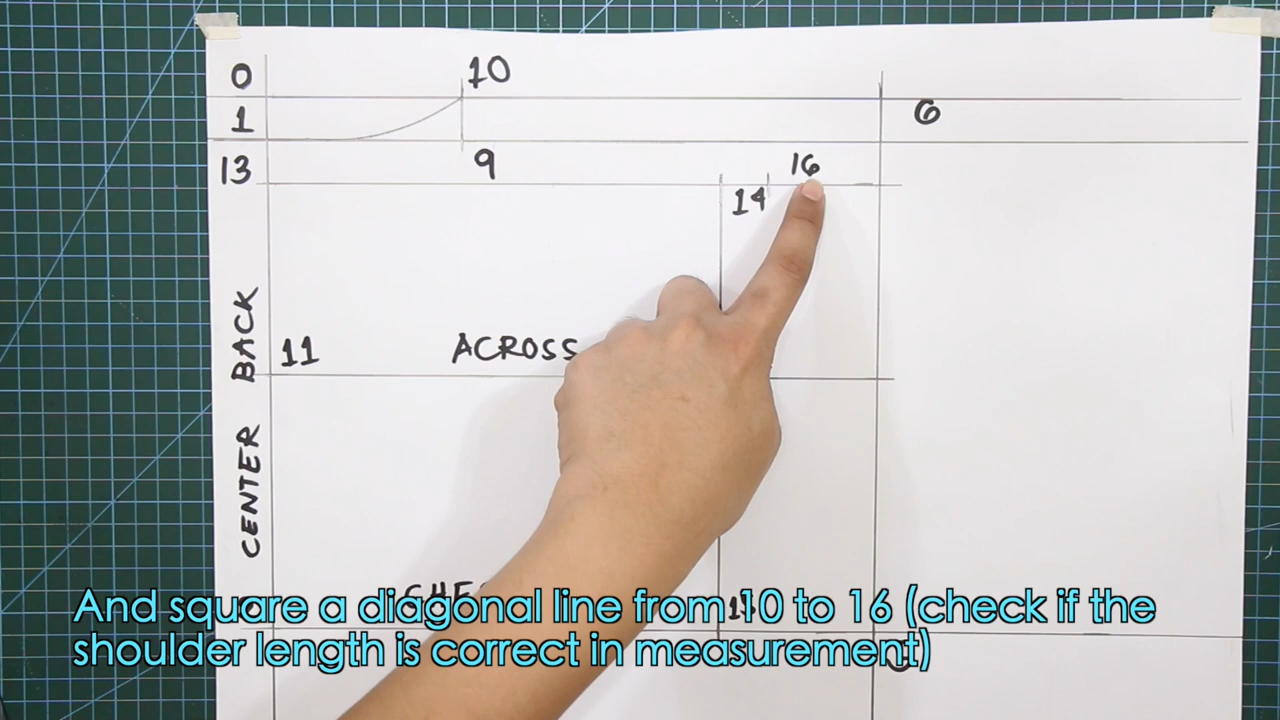 0
10
1
6
13
9
16
14
BACK
11
ACROSS
CENTER
And square a diagonal line from 10 to 16 (check if the
shoulder length is correct in measurement)